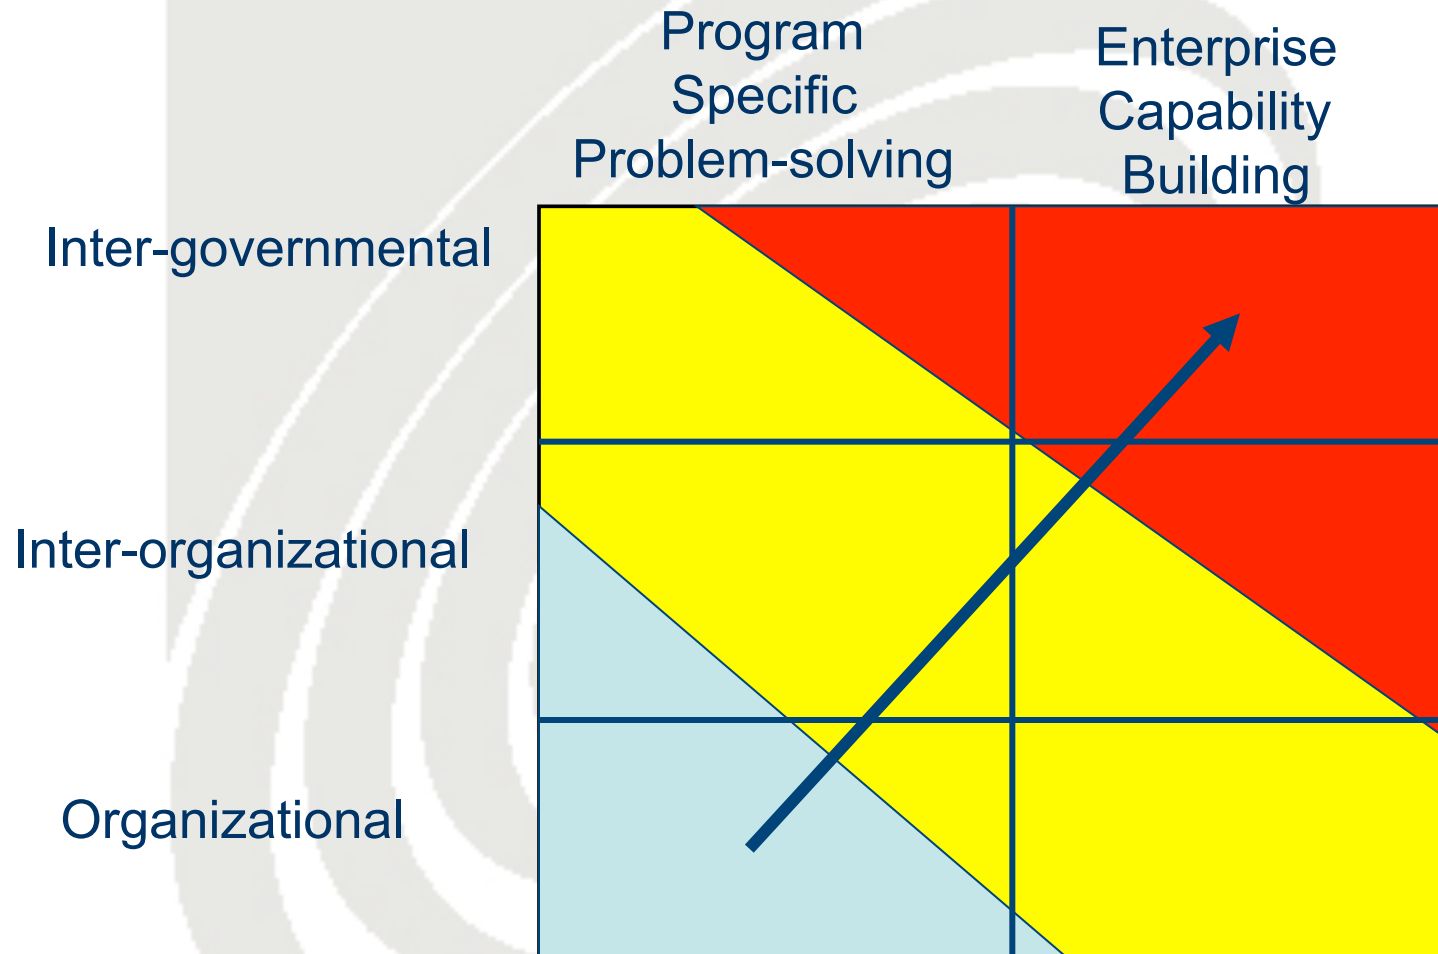 Program
Specific
Problem-solving
Enterprise
Capability
Building
Inter-governmental
Inter-organizational
Organizational